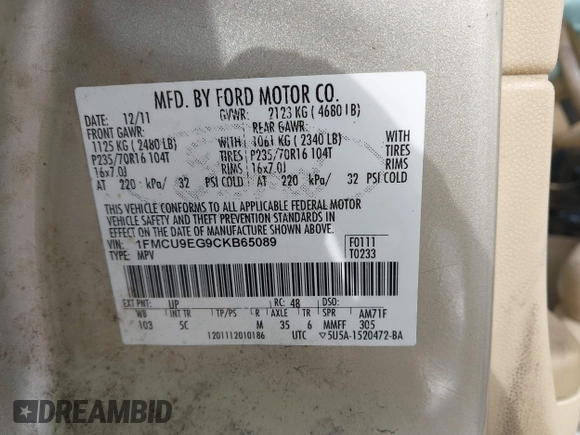 MFD. BY FORD MOTOR CO.
DATE: 12/11 GVWR: 2123 KG ( 4680 LB)
FRONT GAWR: REAR GAWR:
1125 KG ( 2480 LB) WITH 1061 KG ( 2340 LB) WITH
P235/70R16 104T TIRES P235/70R16 104T TIRES
16x7.0J RIMS 16x7.0J RIMS
AT 220 kPa/ 32 PSI COLD AT 220 kPa/ 32 PSI COLD
THIS VEHICLE CONFORMS TO ALL APPLICABLE FEDERAL MOTOR
VEHICLE SAFETY AND THEFT PREVENTION STANDARDS IN
EFFECT ON THE DATE OF MANUFACTURE SHOWN ABOVE.
VIN: 1FMCU9EG9CKB65089 F0111
TYPE: MPV T0233
EXT PNT: UP RC: 48 DSO:
WB INT TR TP/PS R AXLE TR SPR AM71F
103 5C M 35 6 MMFF 305
1201112010186 UTC ▽5U5A-1520472-BA
DREAMBID